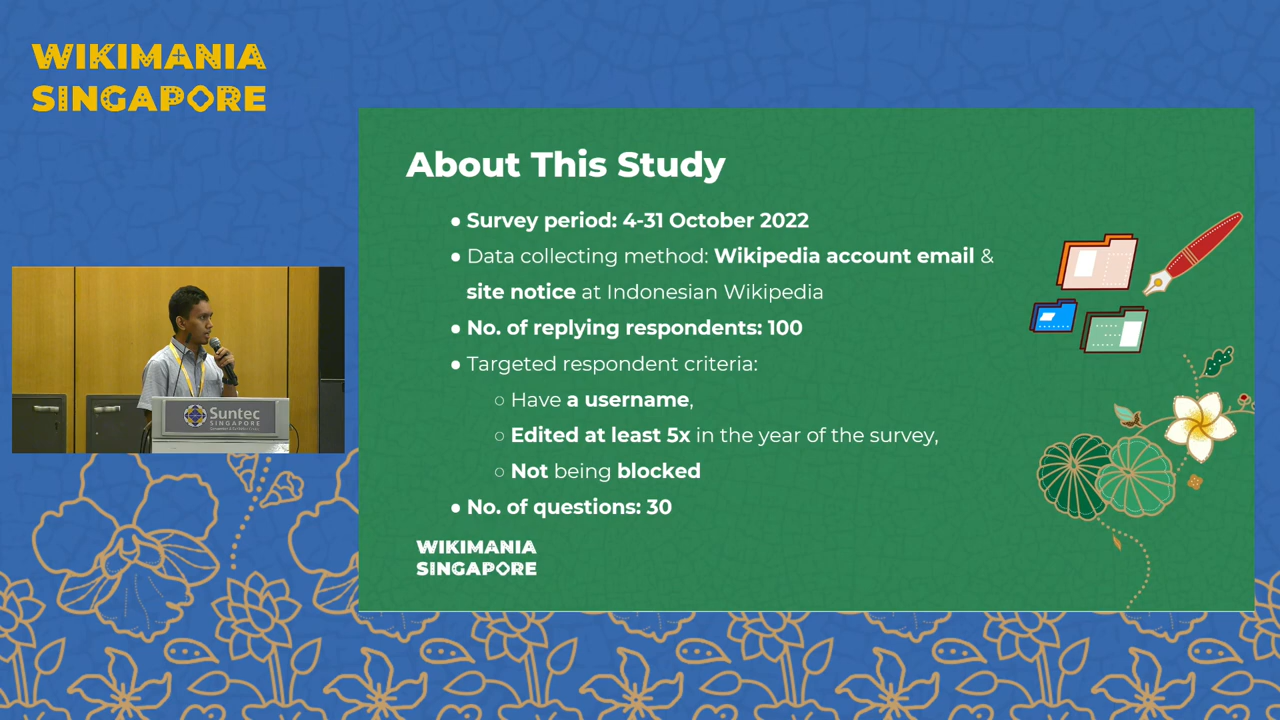 WIKIMANIA
SINGAPORE
About This Study
● Survey period: 4-31 October 2022
● Data collecting method: Wikipedia account email &
site notice at Indonesian Wikipedia
● No. of replying respondents: 100
● Targeted respondent criteria:
○ Have a username,
○ Edited at least 5x in the year of the survey,
○ Not being blocked
● No. of questions: 30
WIKIMANIA
SINGAPORE
Suntec
SINGAPORE